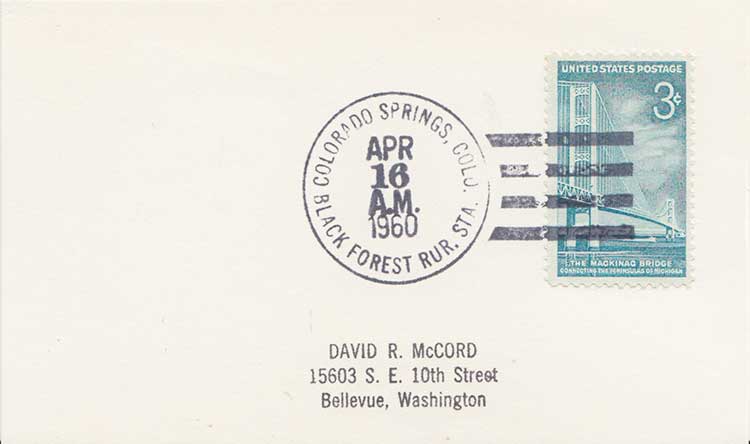 COLORADO SPRINGS, COLO.
APR
16
A.M.
1960
BLACK FOREST RUR. STA.
UNITED STATES POSTAGE
3¢
THE MACKINAC BRIDGE
CONNECTING THE PENINSULAS OF MICHIGAN
DAVID R. McCORD
15603 S. E. 10th Street
Bellevue, Washington